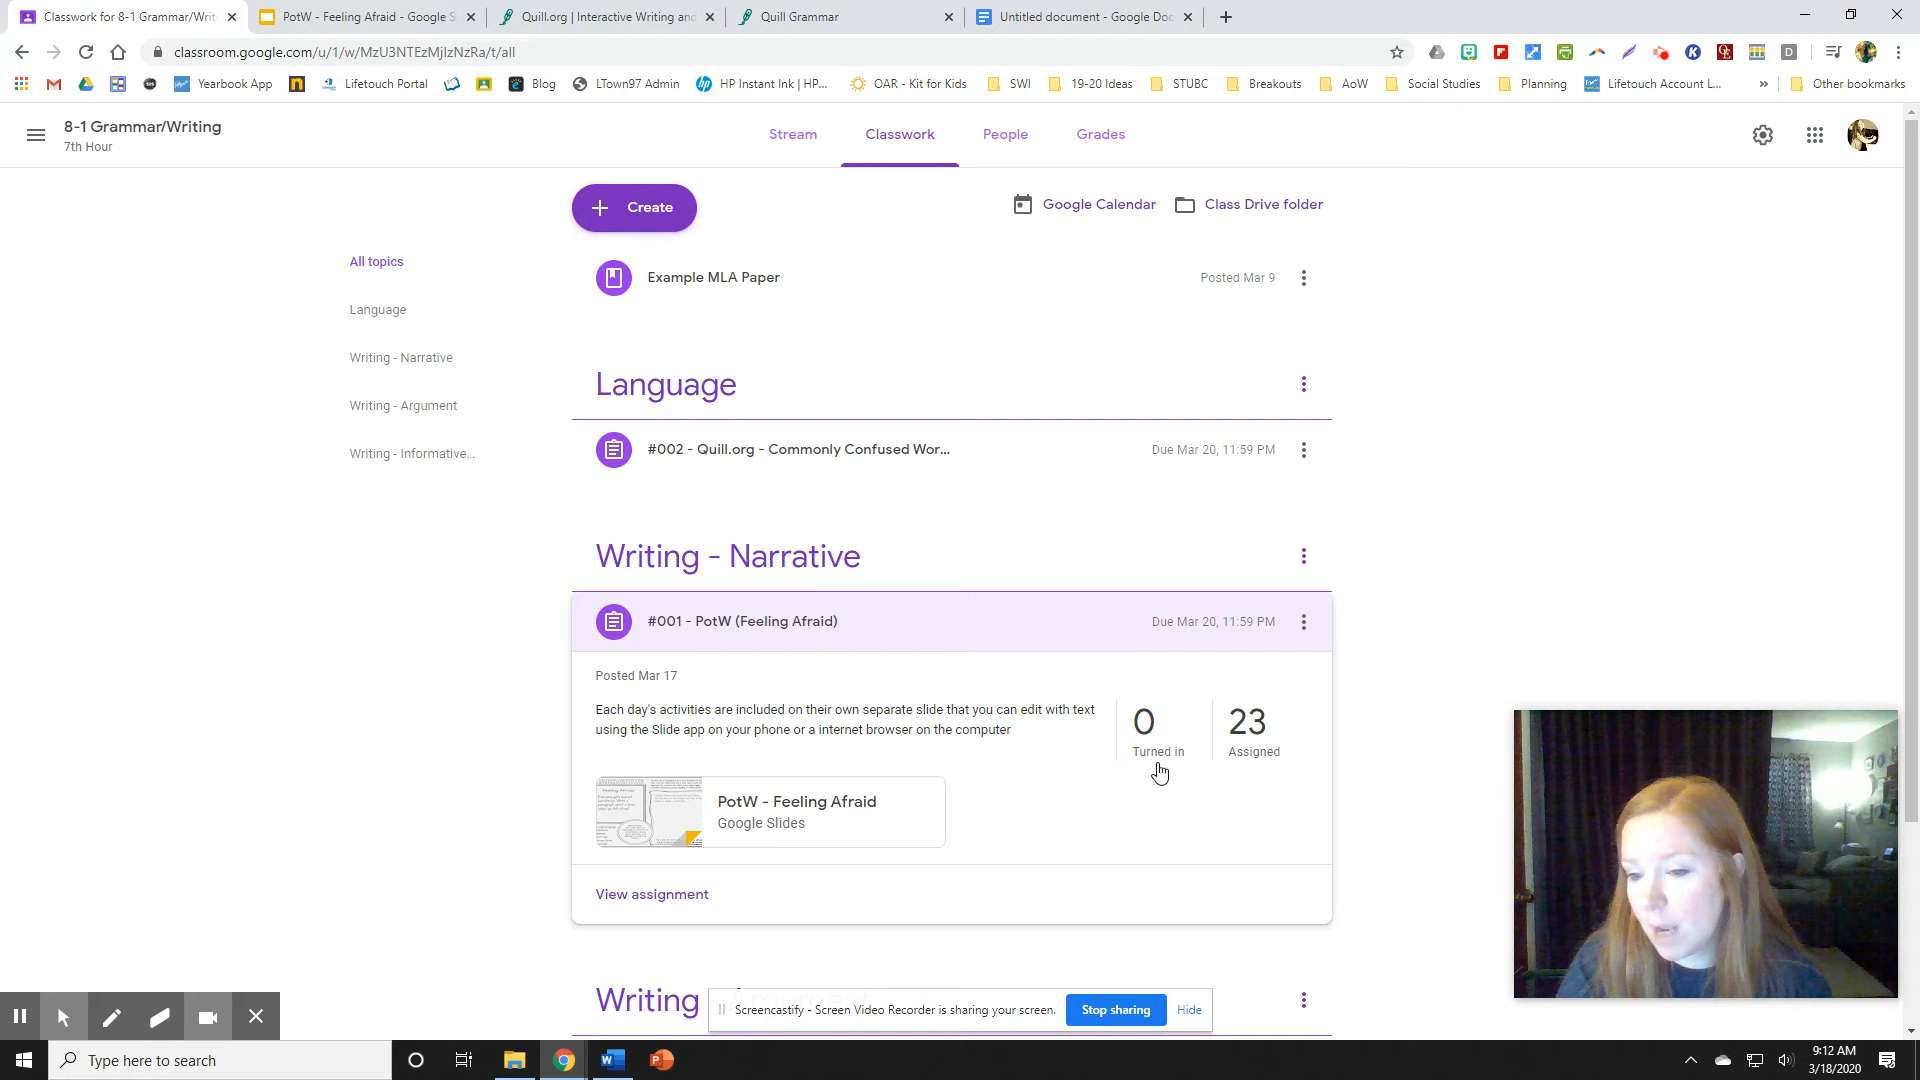 Classroom for 8-1 Grammar/Writi
PotW - Feeling Afraid - Google S
Quill.org | Interactive Writing and
Quill Grammar
Untitled document - Google Doc
classroom.google.com/u/1/w/MzU3NTEzMjIzNzRa/t/all
Yearbook App
Lifetouch Portal
Blog
LTown97 Admin
HP Instant Ink | HP...
OAR - Kit for Kids
SWI
19-20 Ideas
STUBC
Breakouts
AoW
Social Studies
Planning
Lifetouch Account L...
Other bookmarks
8-1 Grammar/Writing
7th Hour
Stream
Classwork
People
Grades
Create
Google Calendar
Class Drive folder
All topics
Language
Writing - Narrative
Writing - Argument
Writing - Informative...
Example MLA Paper
Posted Mar 9
Language
#002 - Quill.org - Commonly Confused Wor...
Due Mar 20, 11:59 PM
Writing - Narrative
#001 - PotW (Feeling Afraid)
Due Mar 20, 11:59 PM
Posted Mar 17
Each day's activities are included on their own separate slide that you can edit with text
using the Slide app on your phone or a internet browser on the computer
0
Turned in
23
Assigned
Feeling Afraid
PotW - Feeling Afraid
Google Slides
View assignment
Writing
Screencastify - Screen Video Recorder is sharing your screen.
Stop sharing
Hide
Type here to search
9:12 AM
3/18/2020